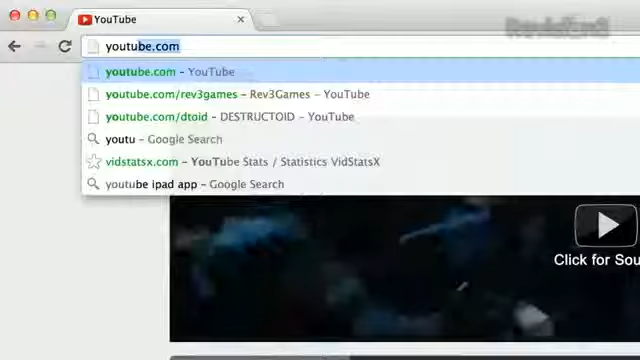 YouTube
Revision3
youtube.com
youtube.com - YouTube
youtube.com/rev3games - Rev3Games - YouTube
youtube.com/dtoid - DESTRUCTOID - YouTube
youtu - Google Search
vidstatsx.com - YouTube Stats / Statistics VidStatsX
youtube ipad app - Google Search
Click for Sou